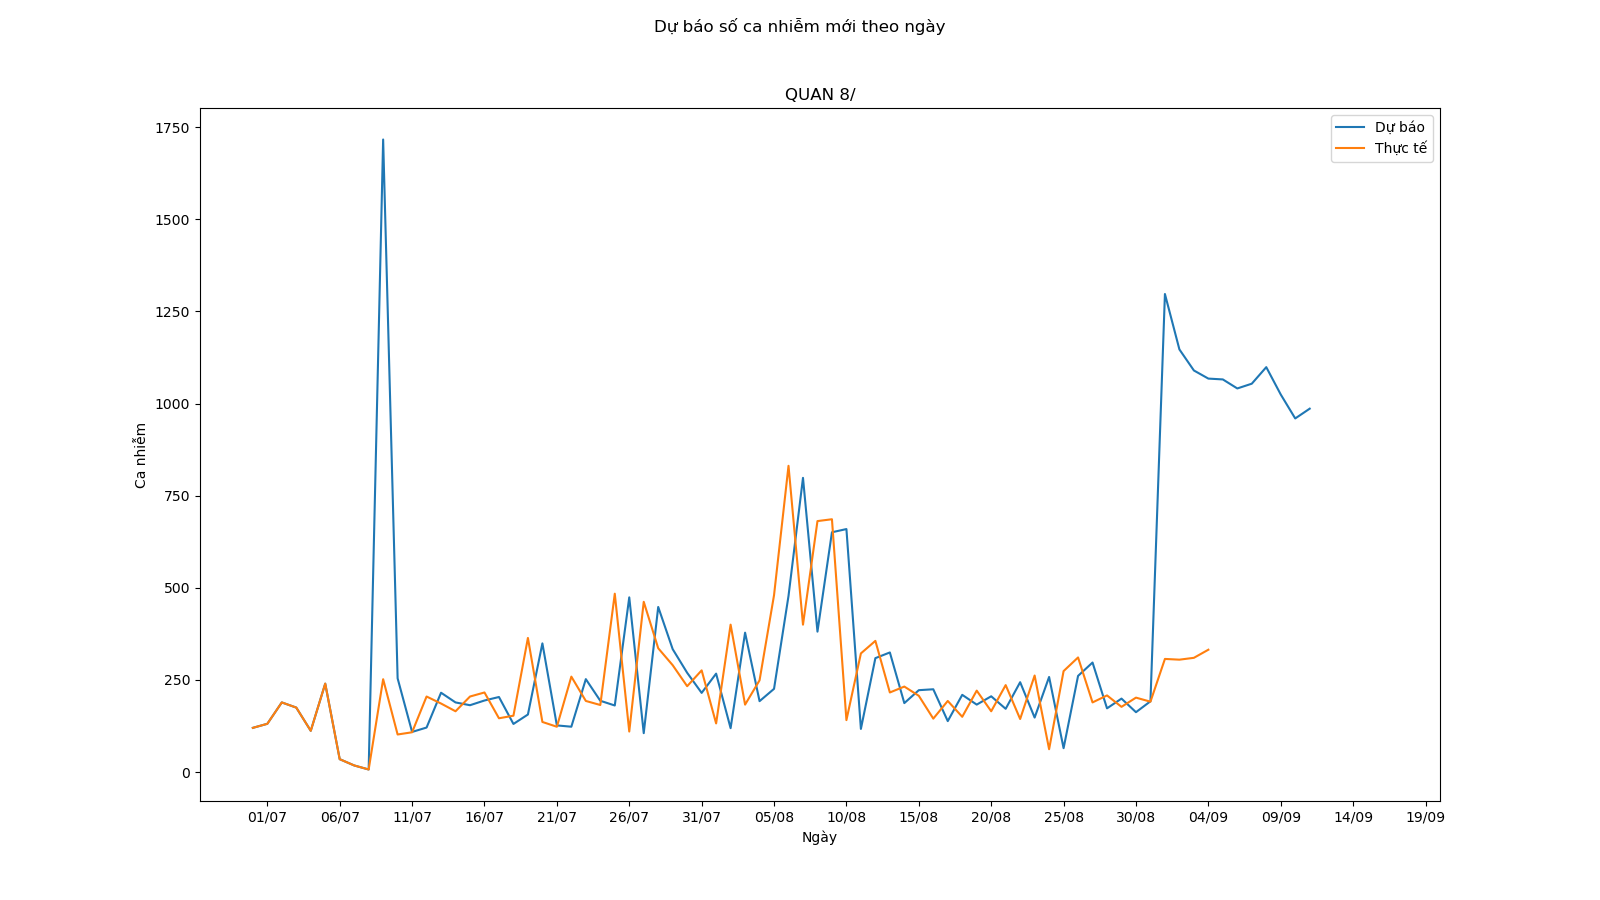 Dự báo số ca nhiễm mới theo ngày
QUAN 8/
Dự báo
Thực tế
1750
1500
1250
1000
750
500
250
0
Ca nhiễm
01/07 06/07 11/07 16/07 21/07 26/07 31/07 05/08 10/08 15/08 20/08 25/08 30/08 04/09 09/09 14/09 19/09
Ngày